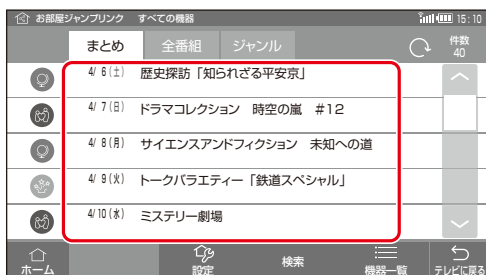 お部屋ジャンプリンク すべての機器 15:10
まとめ 全番組 ジャンル 件数
40
4/ 6(土) 歴史探訪「知られざる平安京」
4/ 7(日) ドラマコレクション 時空の嵐 #12
4/ 8(月) サイエンスアンドフィクション 未知への道
4/ 9(火) トークバラエティー「鉄道スペシャル」
4/10(水) ミステリー劇場
ホーム 設定 検索 機器一覧 テレビに戻る